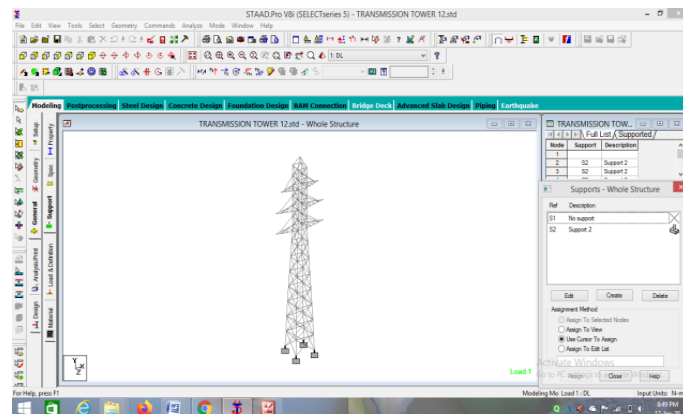 STAAD.Pro V8i (SELECTseries 5) - TRANSMISSION TOWER 12.std
File Edit View Tools Select Geometry Commands Analyze Mode Window Help
1: DL
Modeling Postprocessing Steel Design Concrete Design Foundation Design RAM Connection Bridge Deck Advanced Slab Design Piping Earthquake
TRANSMISSION TOWER 12.std - Whole Structure
Setup
Geometry
General
Analysis/Print
Design
Property
Spec
Support
Load & Definition
Material
Y
X
Z
Load 1
TRANSMISSION TOW...
Full List Supported
Node Support Description
1
2 S2 Support 2
3 S2 Support 2
Supports - Whole Structure
Ref Description
S1 No support
S2 Support 2
Edit Create Delete
Assignment Method
Assign To Selected Nodes
Assign To View
Use Cursor To Assign
Assign To Edit List
Activate Windows
Assign Close Help
For Help, press F1
Modeling Mo Load 1 : DL Input Units: N-m
8:49 PM